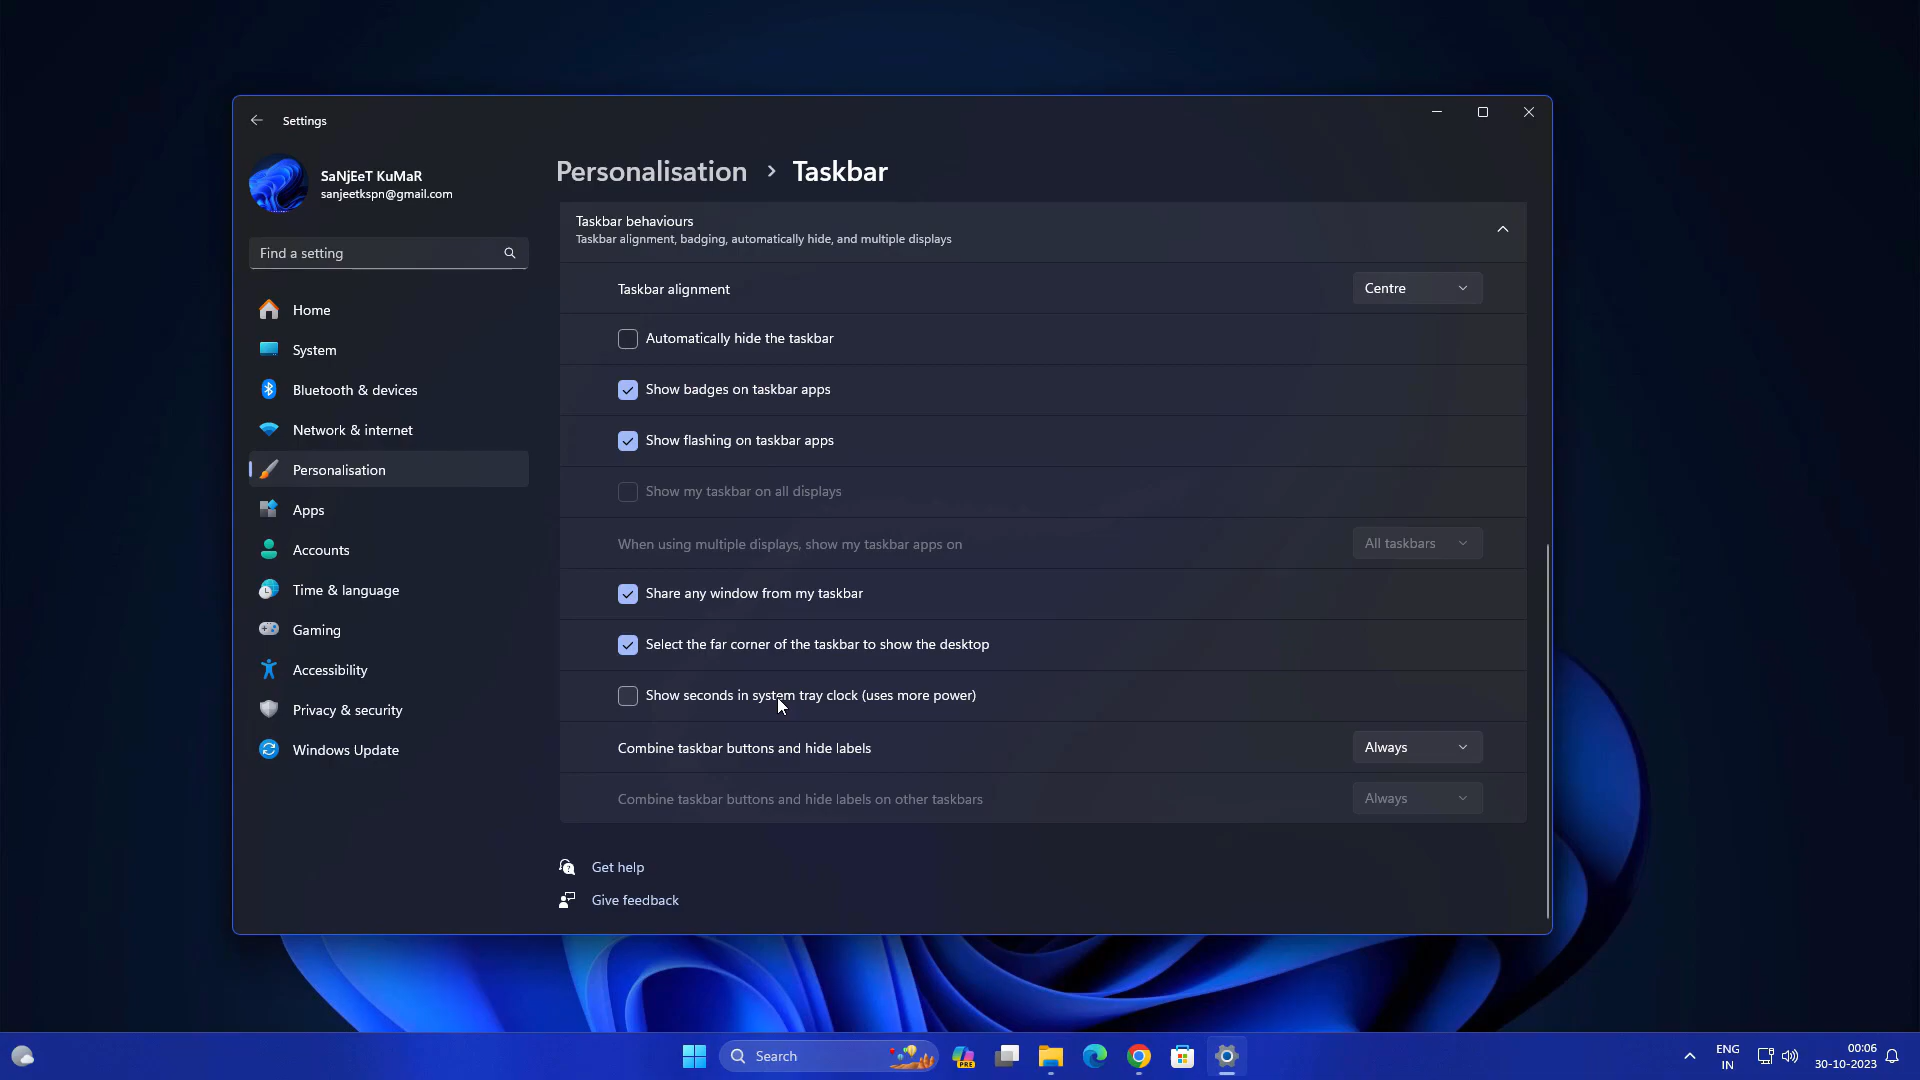 Settings
SaNjEeT KuMaR
sanjeetkspn@gmail.com
Find a setting
Home
System
Bluetooth & devices
Network & internet
Personalisation
Apps
Accounts
Time & language
Gaming
Accessibility
Privacy & security
Windows Update
Personalisation > Taskbar
Taskbar behaviours
Taskbar alignment, badging, automatically hide, and multiple displays
Taskbar alignment Centre
Automatically hide the taskbar
Show badges on taskbar apps
Show flashing on taskbar apps
Show my taskbar on all displays
When using multiple displays, show my taskbar apps on All taskbars
Share any window from my taskbar
Select the far corner of the taskbar to show the desktop
Show seconds in system tray clock (uses more power)
Combine taskbar buttons and hide labels Always
Combine taskbar buttons and hide labels on other taskbars Always
Get help
Give feedback
Search
PRE
ENG
IN
00:06
30-10-2023